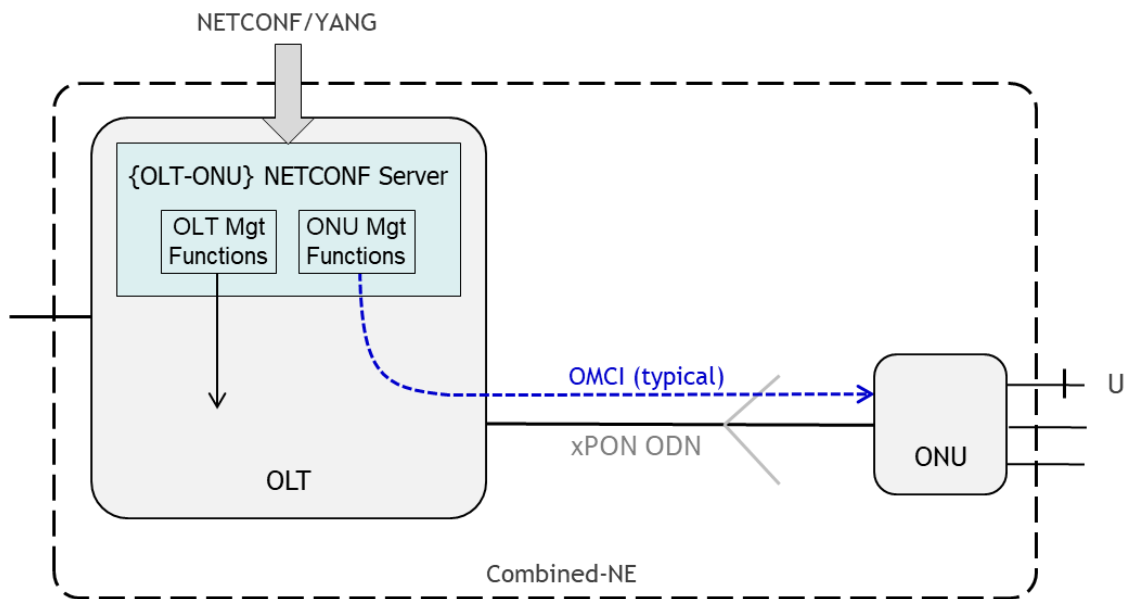 NETCONF/YANG
{OLT-ONU} NETCONF Server
OLT Mgt
Functions
ONU Mgt
Functions
OMCI (typical)
xPON ODN
OLT
ONU
U
Combined-NE